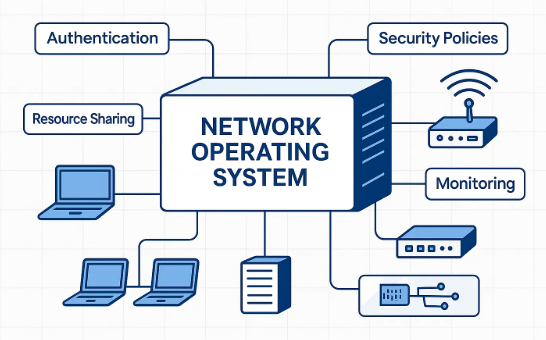 Authentication
Security Policies
Resource Sharing
NETWORK
OPERATING
SYSTEM
Monitoring